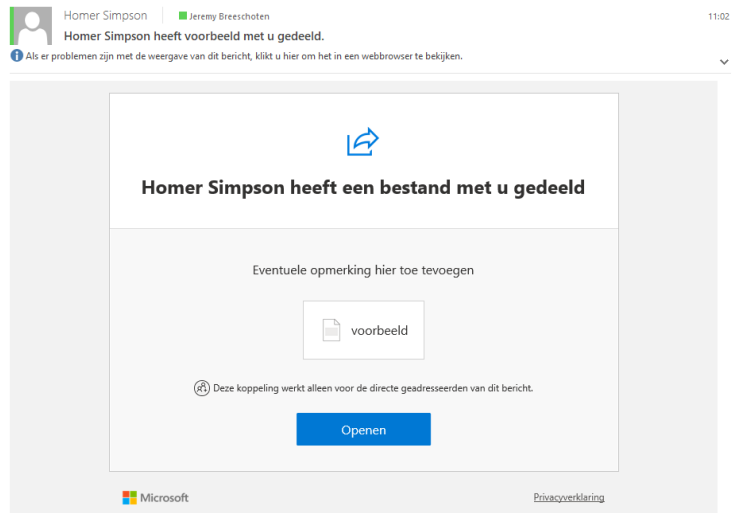 Homer Simpson Jeremy Breeschoten 11:02
Homer Simpson heeft voorbeeld met u gedeeld.
Als er problemen zijn met de weergave van dit bericht, klikt u hier om het in een webbrowser te bekijken.
Homer Simpson heeft een bestand met u gedeeld
Eventuele opmerking hier toe tevoegen
voorbeeld
Deze koppeling werkt alleen voor de directe geadresseerden van dit bericht.
Openen
Microsoft Privacyverklaring